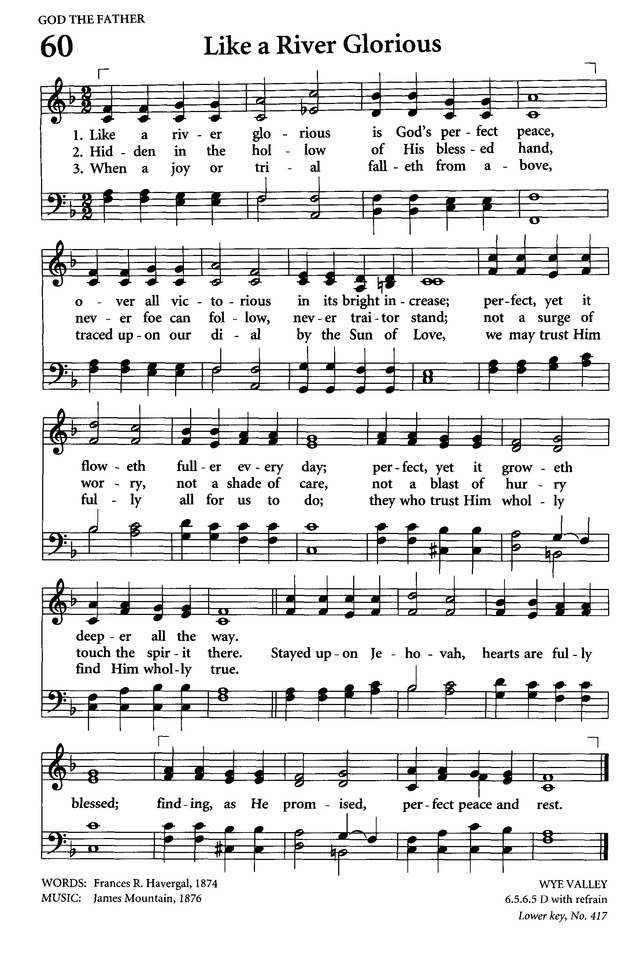 GOD THE FATHER
60 Like a River Glorious
1. Like a riv - er glo - rious is God's per - fect peace,
2. Hid - den in the hol - low of His bless - ed hand,
3. When a joy or tri - al fall - eth from a - bove,
o - ver all vic - to - rious in its bright in - crease; per - fect, yet it
nev - er foe can fol - low, nev - er trai - tor stand; not a surge of
traced up - on our di - al by the Sun of Love, we may trust Him
flow - eth full - er ev - ery day; per - fect, yet it grow - eth
wor - ry, not a shade of care, not a blast of hur - ry
ful - ly all for us to do; they who trust Him whol - ly
deep - er all the way.
touch the spir - it there. Stayed up - on Je - ho - vah, hearts are ful - ly
find Him whol - ly true.
blessed; find - ing, as He prom - ised, per - fect peace and rest.
WORDS: Frances R. Havergal, 1874 WYE VALLEY
MUSIC: James Mountain, 1876 6.5.6.5 D with refrain
Lower key, No. 417